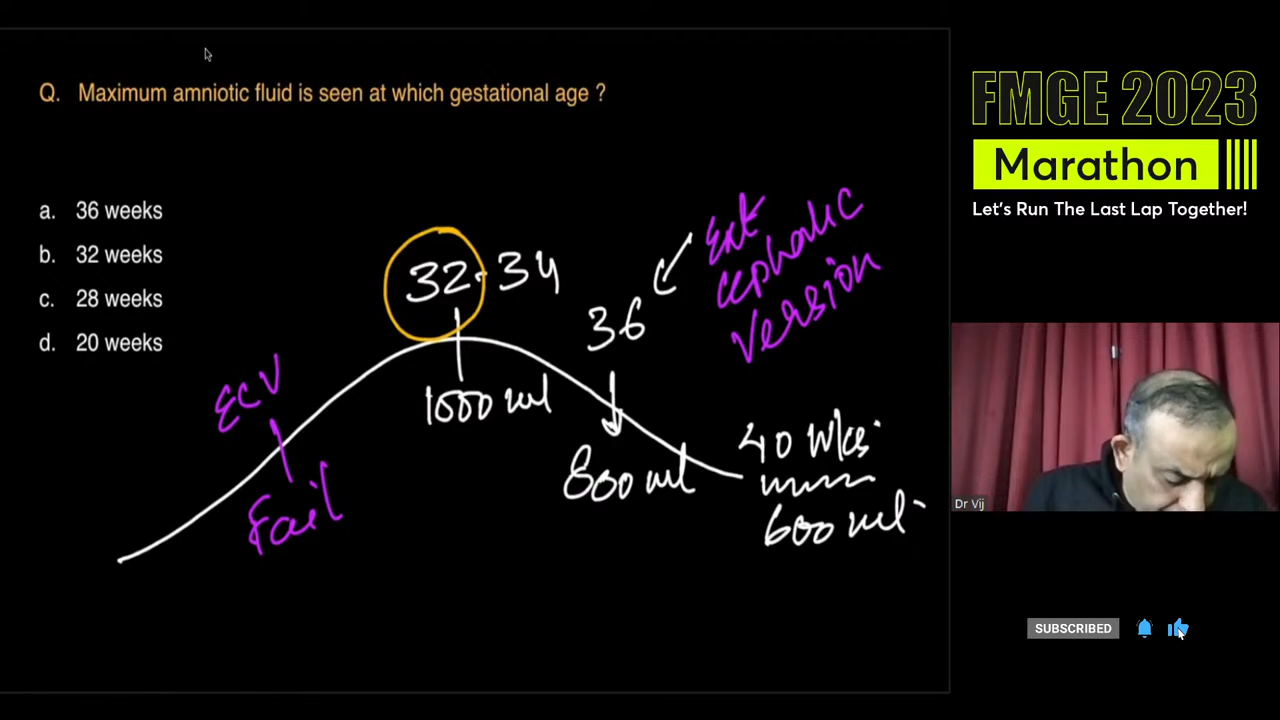 Q. Maximum amniotic fluid is seen at which gestational age ?
a. 36 weeks
b. 32 weeks
c. 28 weeks
d. 20 weeks
32-34
1000 ml
36
800 ml
40 wks
600 ml
Ext
cephalic
version
ECV
Fail
FMGE 2023
Marathon
Let's Run The Last Lap Together!
Dr Vij
SUBSCRIBED